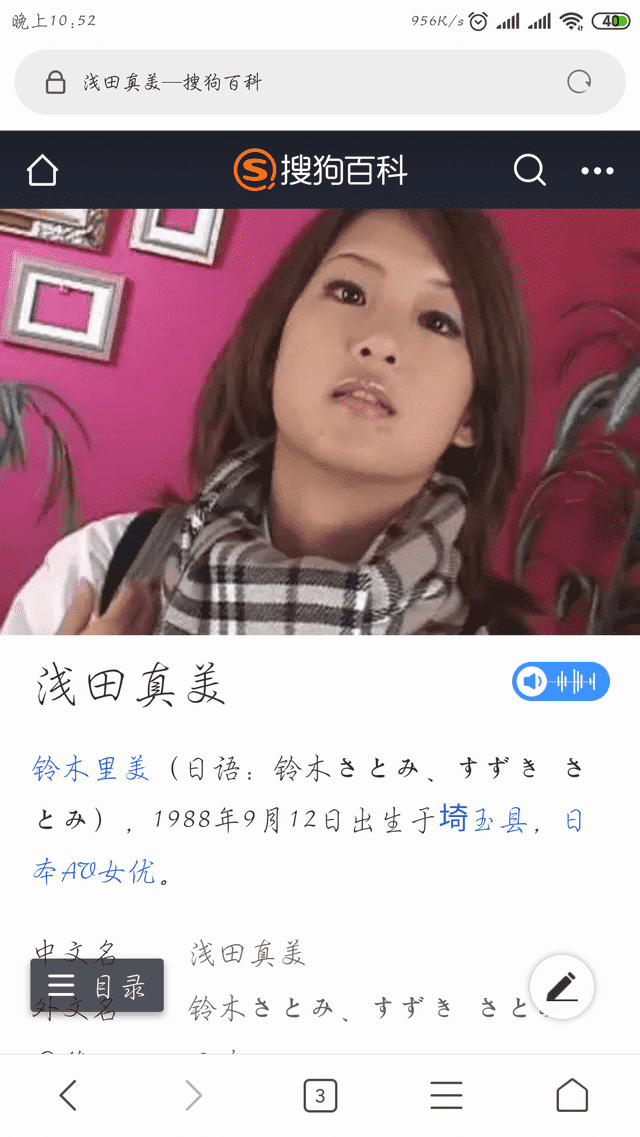 晚上10:52
956K/s
40
浅田真美—搜狗百科
搜狗百科
浅田真美
铃木里美（日语：铃木さとみ、すずき さ
とみ），1988年9月12日出生于埼玉县，日
本AV女优。
中文名 浅田真美
目录
外文名 铃木さとみ、すずき さと
3